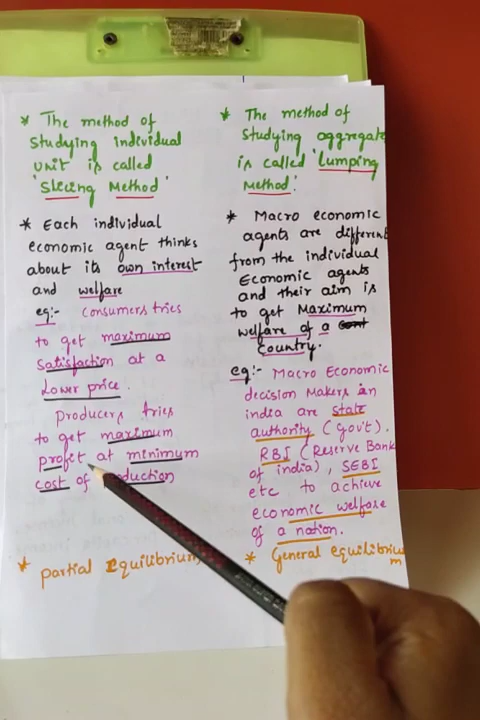 * The method of
studying individual
unit is called
'Slicing Method'
* Each individual
economic agent thinks
about its own interest
and welfare
eg:- Consumers tries
to get maximum
satisfaction at a
Lower price.
Producers tries
to get maximum
profit at minimum
cost of production
* partial Equilibrium
* The method of
studying aggregate
is called 'Lumping
Method'.
* Macro economic
agents are different
from the individual
Economic agents
and their aim is
to get Maximum
welfare of a
Country.
eg:- Macro Economic
decision Makers in
india are state
authority (gov't).
RBI (Reserve Bank
of india), SEBI
etc to achieve
economic welfare
of a nation.
* General equilibrium